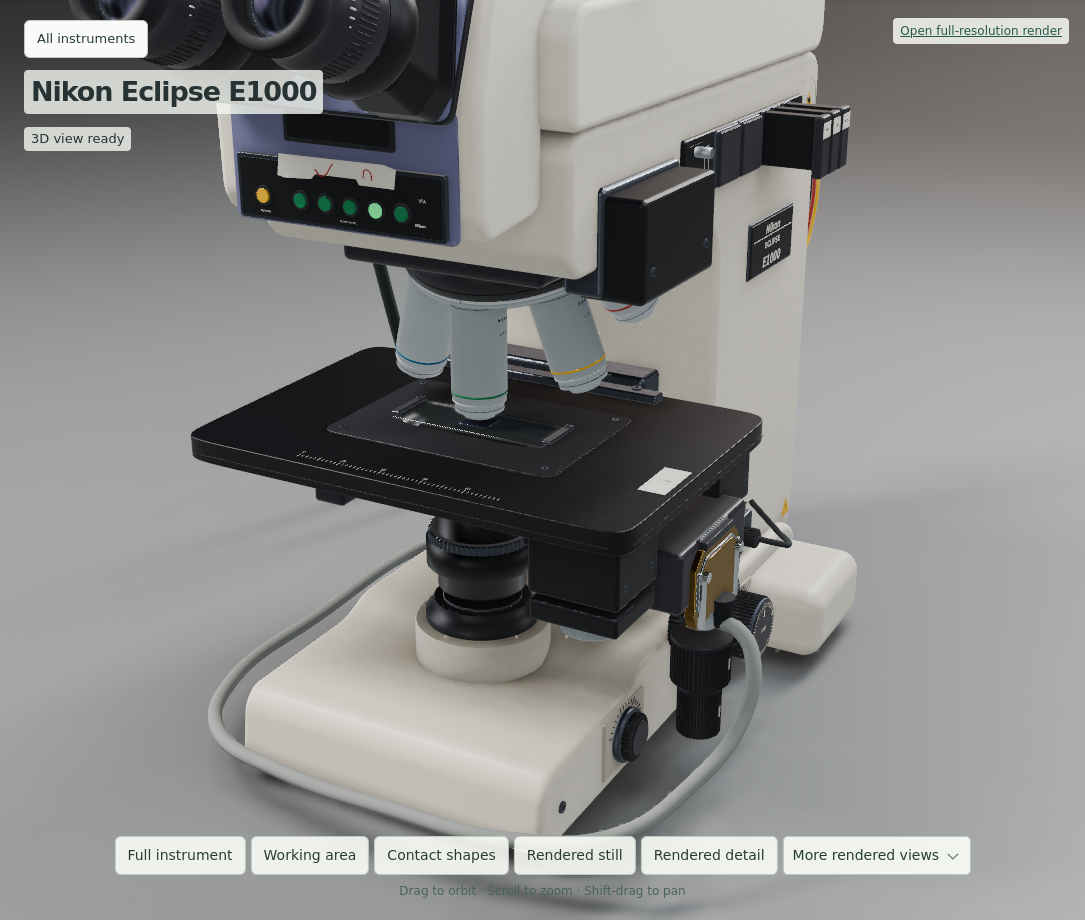 All instruments
Open full-resolution render
Nikon Eclipse E1000
3D view ready
Nikon
ECLIPSE
E1000
Full instrument
Working area
Contact shapes
Rendered still
Rendered detail
More rendered views
Drag to orbit · Scroll to zoom · Shift-drag to pan